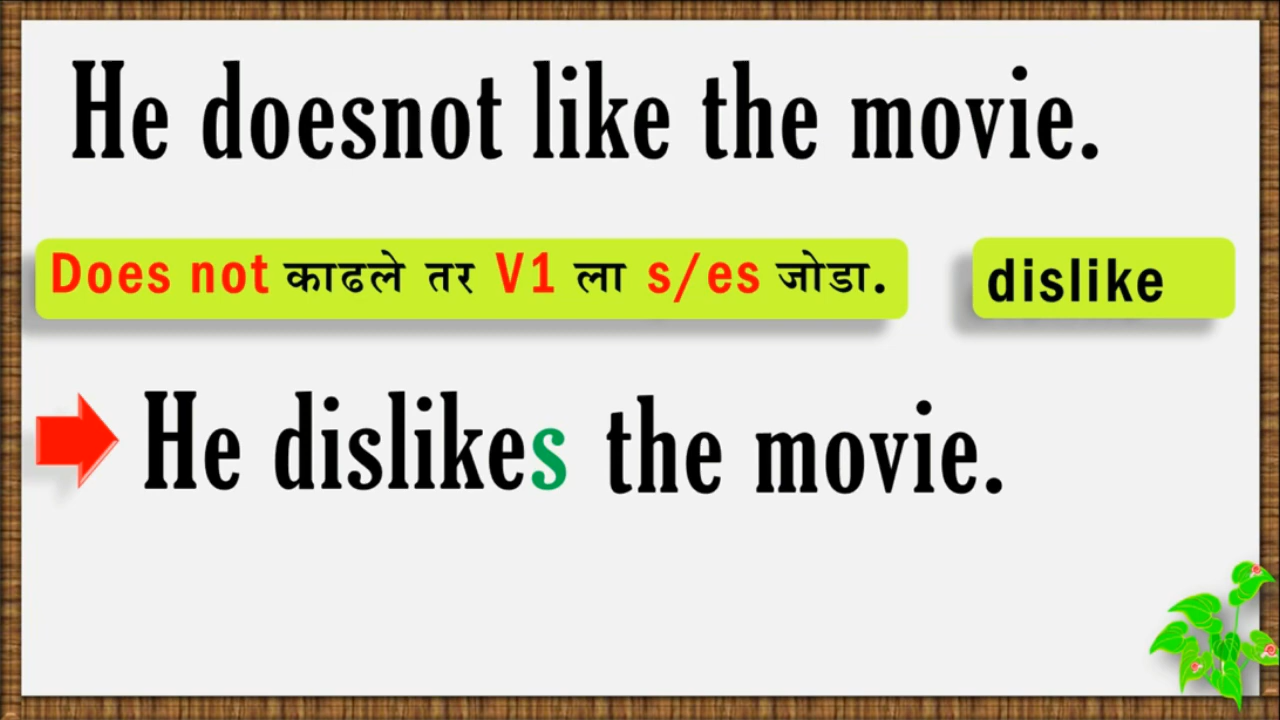 He doesnot like the movie.
Does not काढले तर V1 ला s/es जोडा.
dislike
He dislikes the movie.